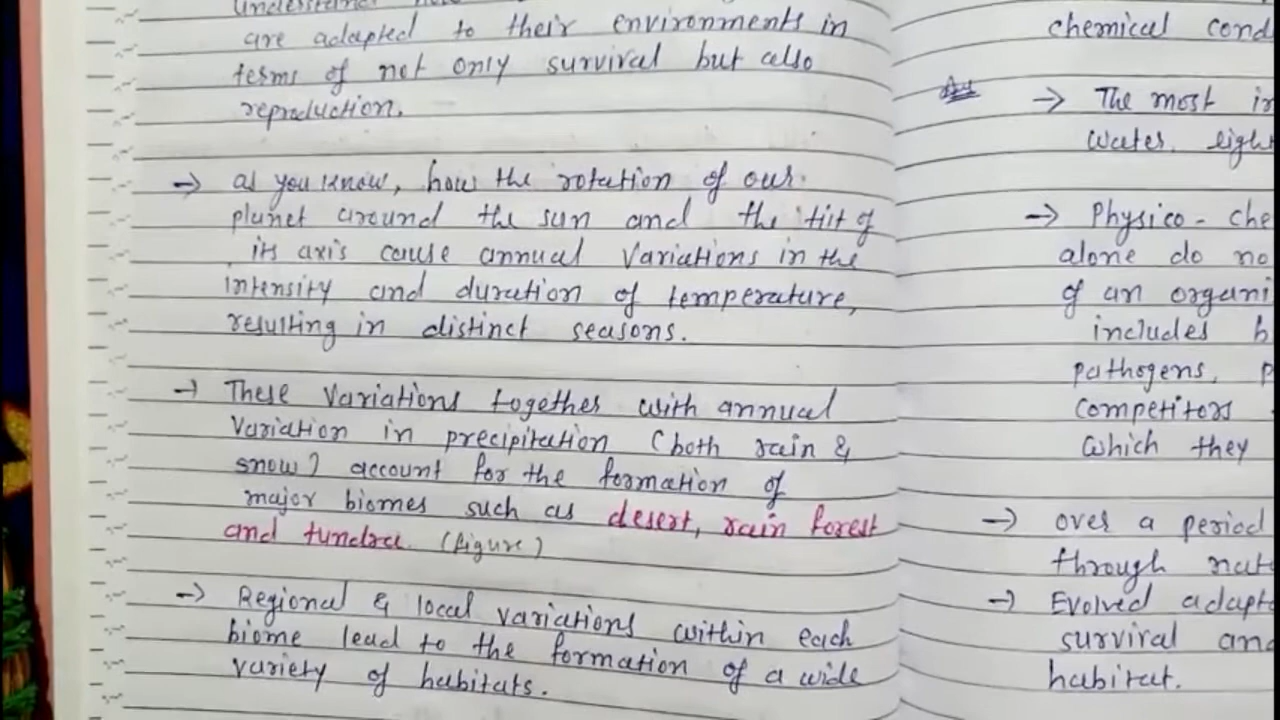 are adapted to their environments in
terms of not only survival but also
reproduction.
→ as you know, how the rotation of our
planet around the sun and the tilt of
its axis cause annual variations in the
intensity and duration of temperature,
resulting in distinct seasons.
→ These variations together with annual
variation in precipitation (both rain &
snow) account for the formation of
major biomes such as desert, rain forest
and tundra. (figure)
→ Regional & local variations within each
biome lead to the formation of a wide
variety of habitats.
chemical cond
→ The most in
water, light
→ Physico - che
alone do no
of an organi
includes b
pathogens, p
competitors
which they
→ over a period
through nat
→ Evolved adapt
survival and
habitat.